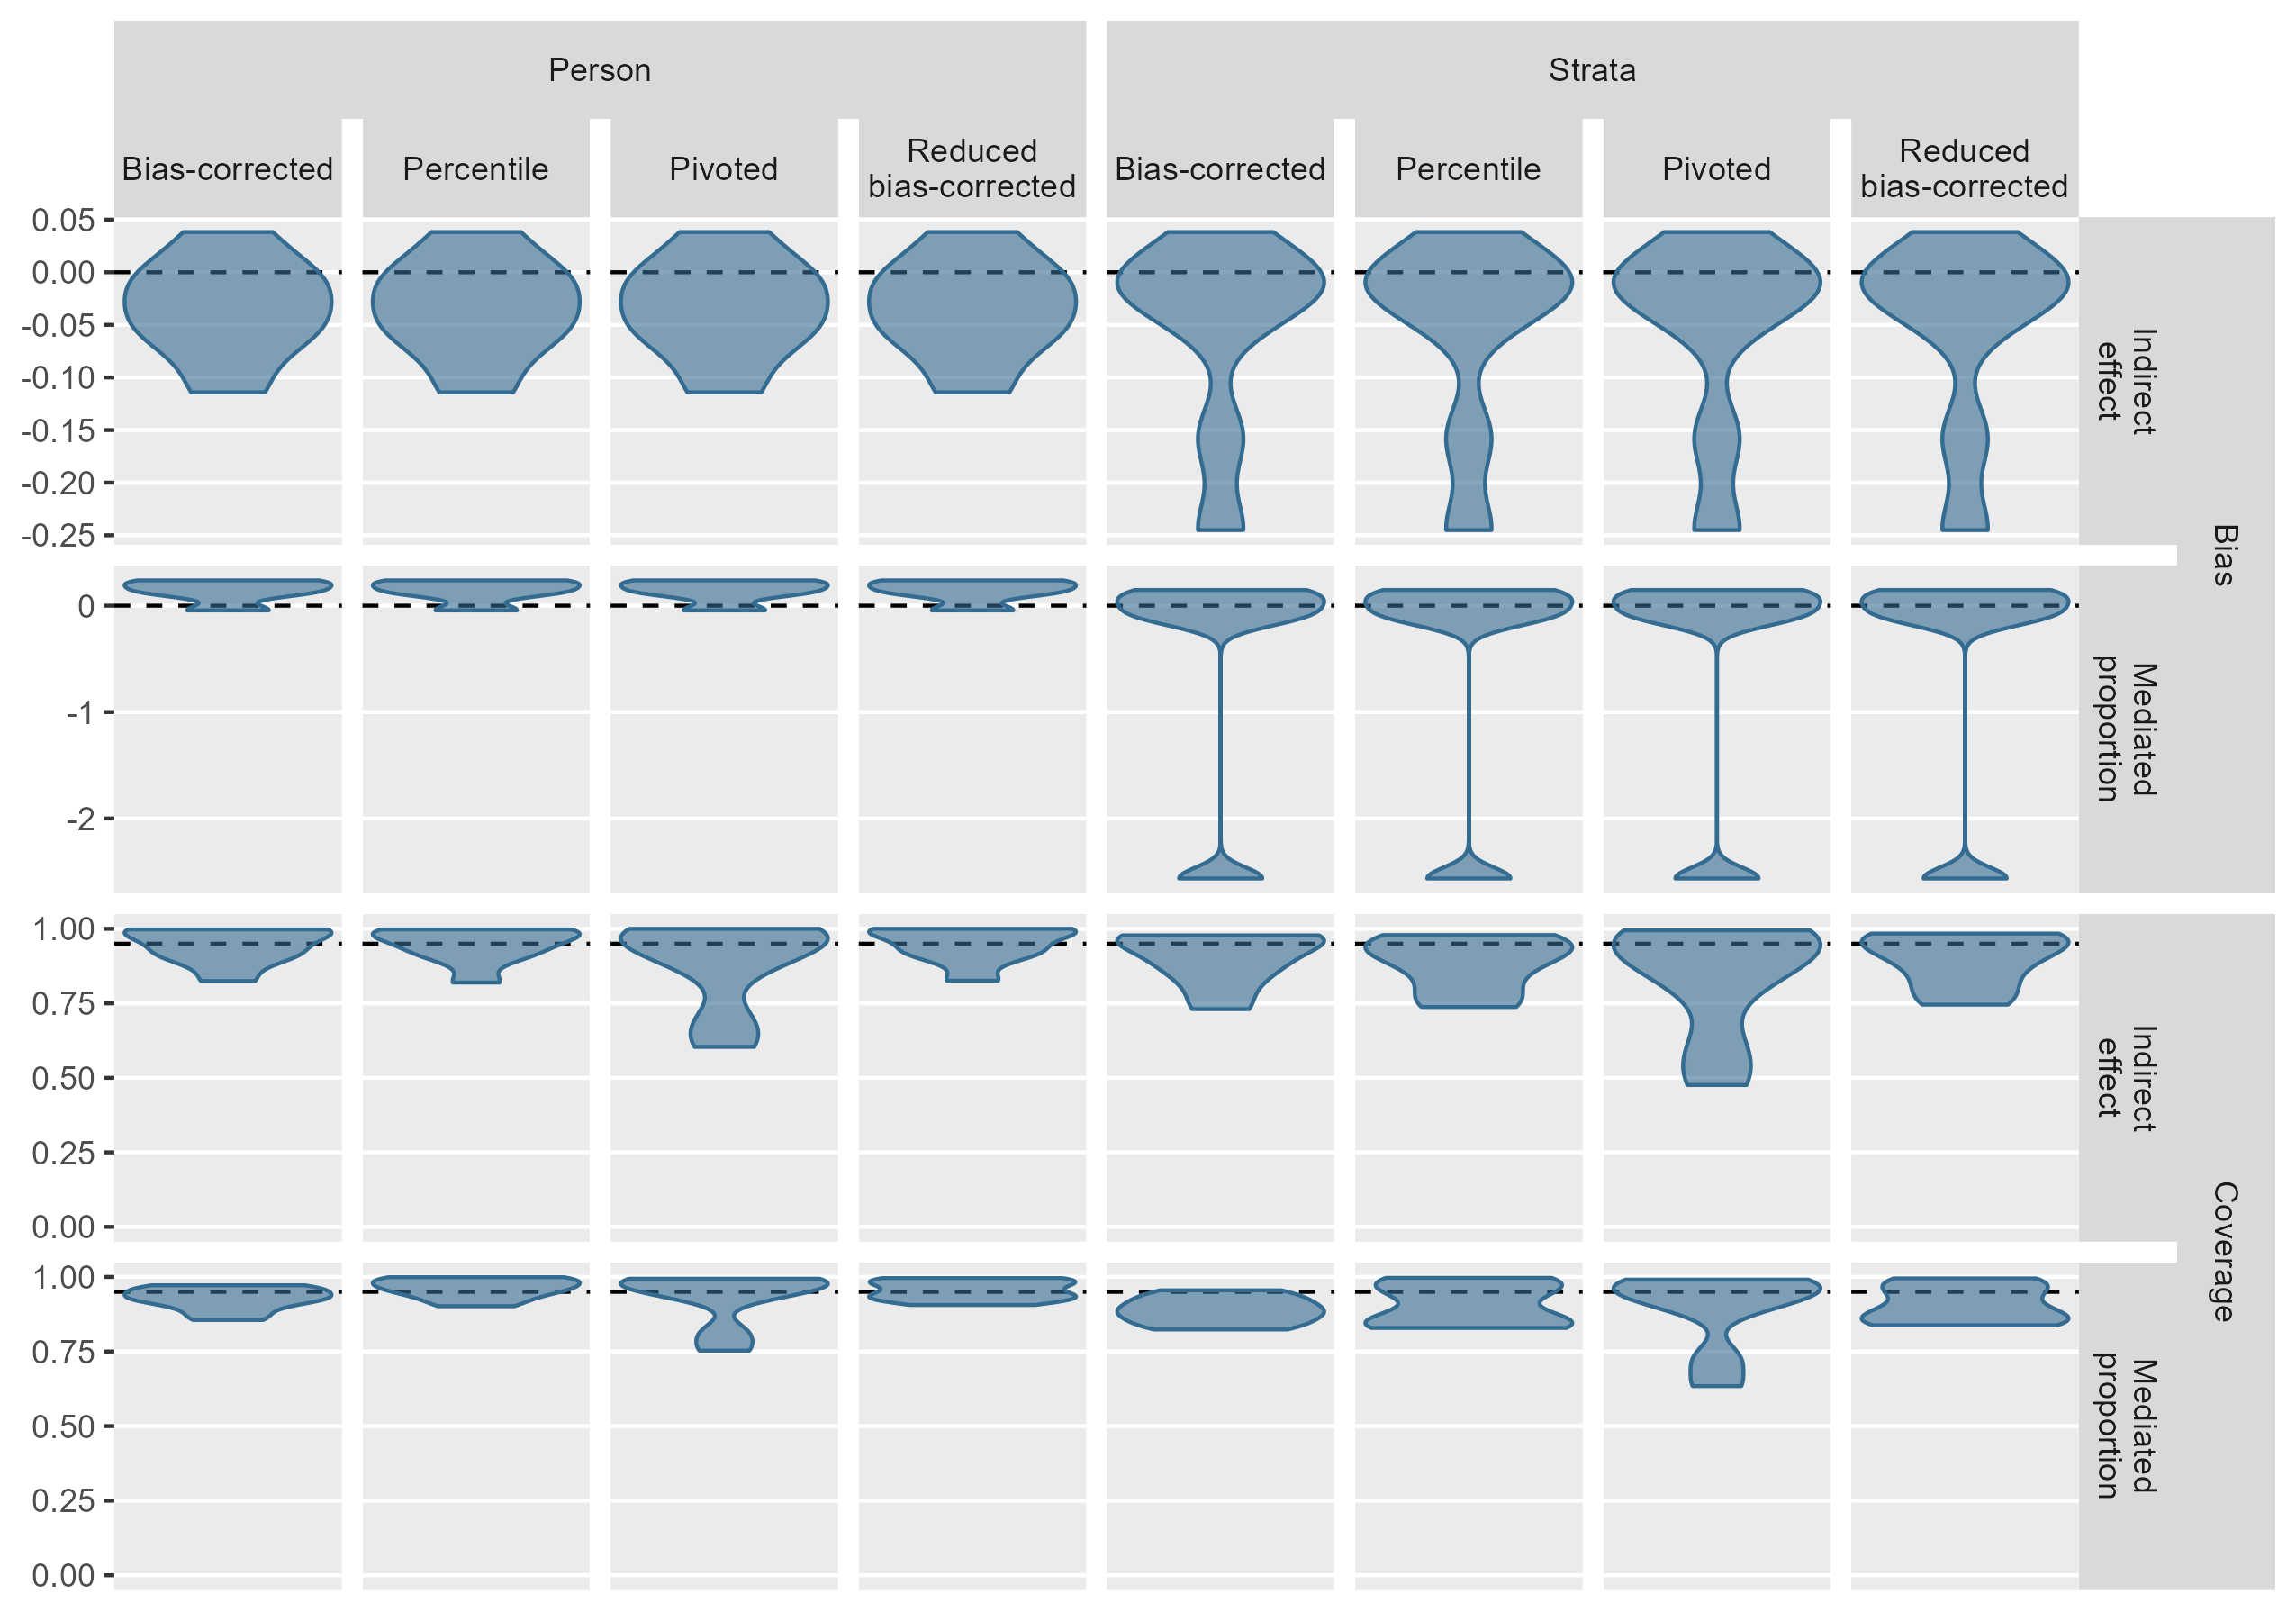 Person
Strata
Bias-corrected
Percentile
Pivoted
Reduced
bias-corrected
Bias-corrected
Percentile
Pivoted
Reduced
bias-corrected
0.05
0.00
-0.05
-0.10
-0.15
-0.20
-0.25
Indirect
effect
0
-1
-2
Mediated
proportion
Bias
1.00
0.75
0.50
0.25
0.00
Indirect
effect
1.00
0.75
0.50
0.25
0.00
Mediated
proportion
Coverage